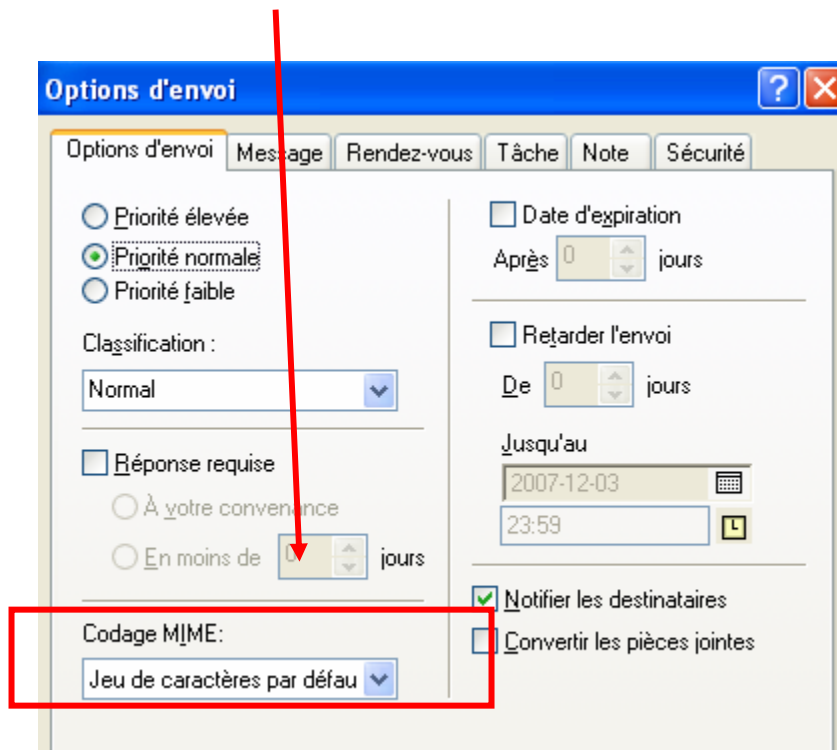 Options d'envoi
Options d'envoi Message Rendez-vous Tâche Note Sécurité
Priorité élevée
Priorité normale
Priorité faible
Classification :
Normal
Réponse requise
À votre convenance
En moins de 0 jours
Codage MIME:
Jeu de caractères par défau
Date d'expiration
Après 0 jours
Retarder l'envoi
De 0 jours
Jusqu'au
2007-12-03
23:59
Notifier les destinataires
Convertir les pièces jointes